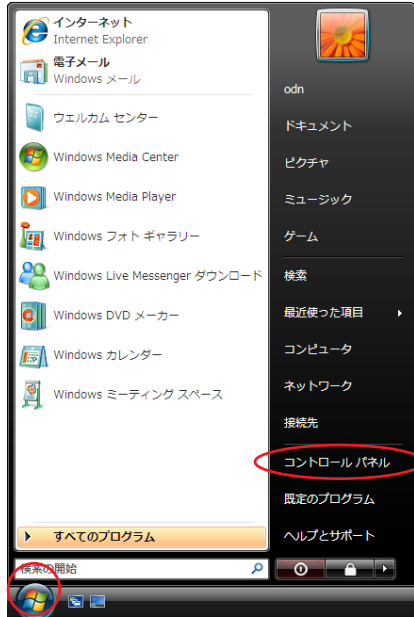 インターネット
Internet Explorer
電子メール
Windows メール
ウェルカム センター
Windows Media Center
Windows Media Player
Windows フォト ギャラリー
Windows Live Messenger ダウンロード
Windows DVD メーカー
Windows カレンダー
Windows ミーティング スペース
すべてのプログラム
検索の開始
odn
ドキュメント
ピクチャ
ミュージック
ゲーム
検索
最近使った項目
コンピュータ
ネットワーク
接続先
コントロール パネル
既定のプログラム
ヘルプとサポート